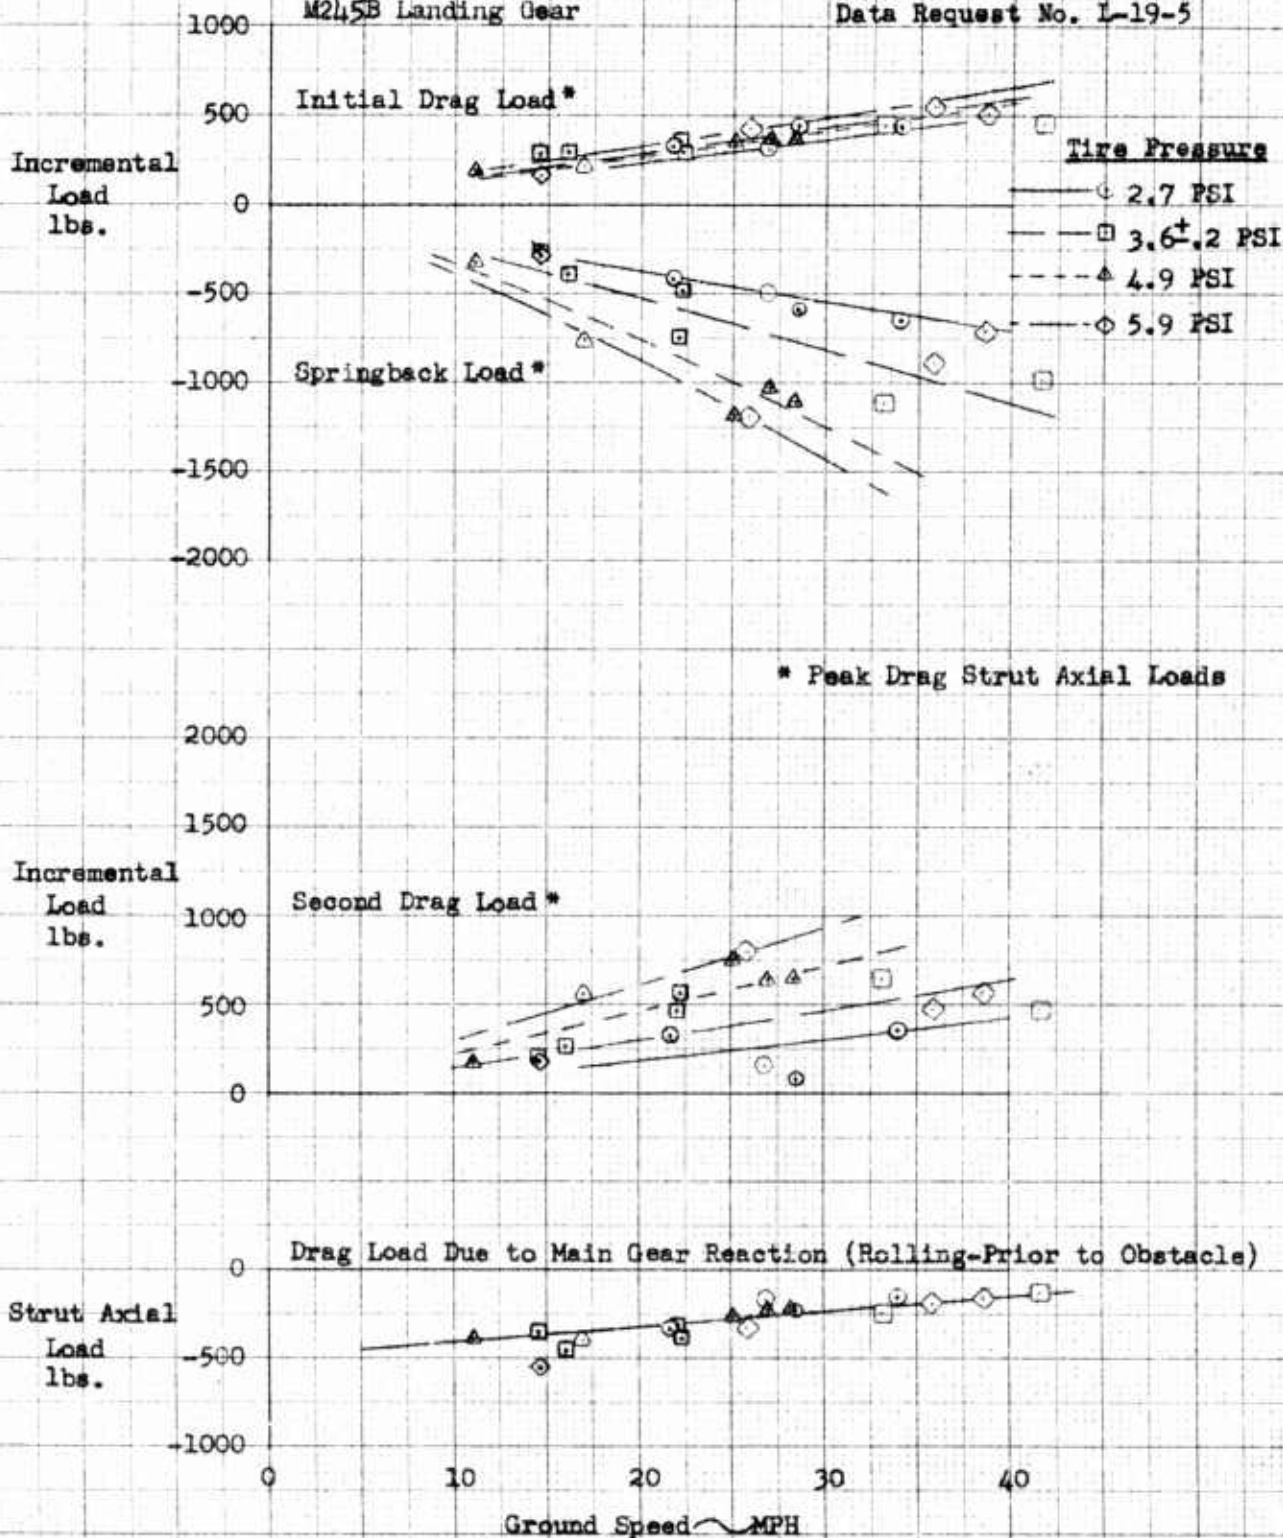 M245B Landing Gear
Data Request No. L-19-5
1000
Initial Drag Load*
500
Incremental
Load
lbs.
0
Tire Pressure
2.7 PSI
3.6±.2 PSI
4.9 PSI
5.9 PSI
-500
Springback Load*
-1000
-1500
-2000
* Peak Drag Strut Axial Loads
2000
1500
Incremental
Load
lbs.
Second Drag Load*
1000
500
0
Drag Load Due to Main Gear Reaction (Rolling-Prior to Obstacle)
0
Strut Axial
Load
lbs.
-500
-1000
0 10 20 30 40
Ground Speed ~ MPH